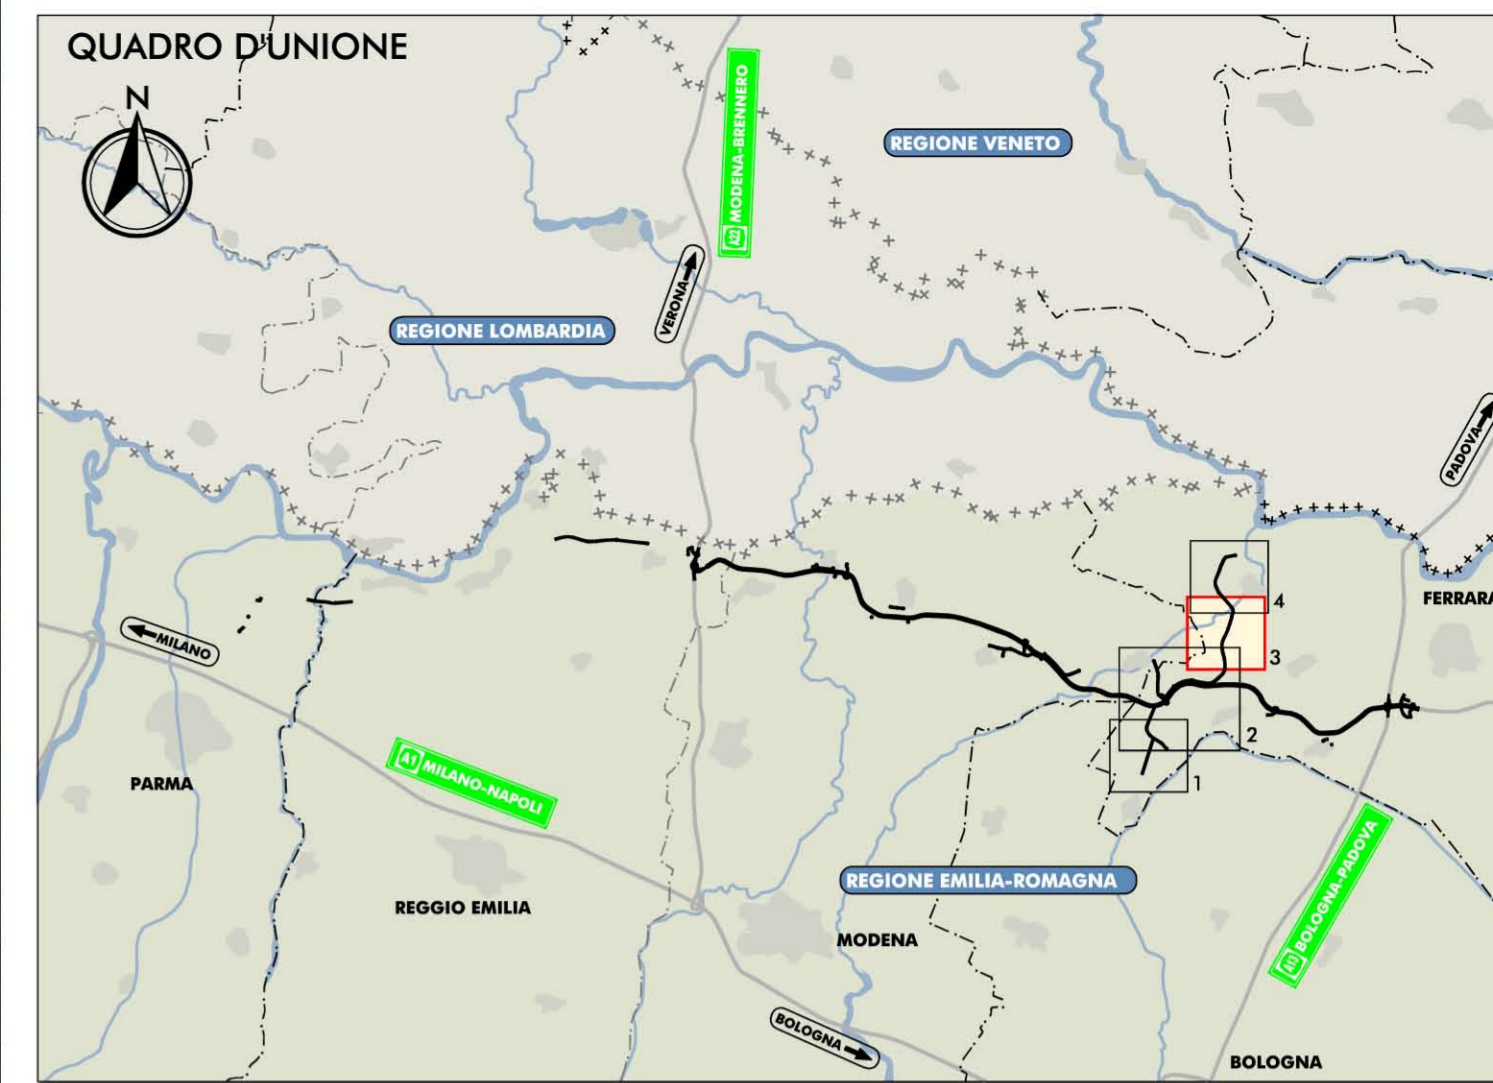 QUADRO D'UNIONE
N
A22 MODENA-BRENNERO
REGIONE VENETO
VERONA
REGIONE LOMBARDIA
PADOVA
4
FERRARA
MILANO
3
2
1
PARMA
A1 MILANO-NAPOLI
REGIONE EMILIA-ROMAGNA
A13 BOLOGNA-PADOVA
REGGIO EMILIA
MODENA
BOLOGNA
BOLOGNA